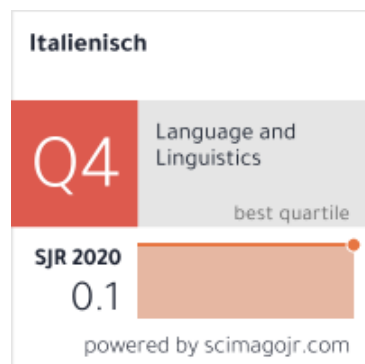 Italienisch
Q4
Language and
Linguistics
best quartile
SJR 2020
0.1
powered by scimagojr.com